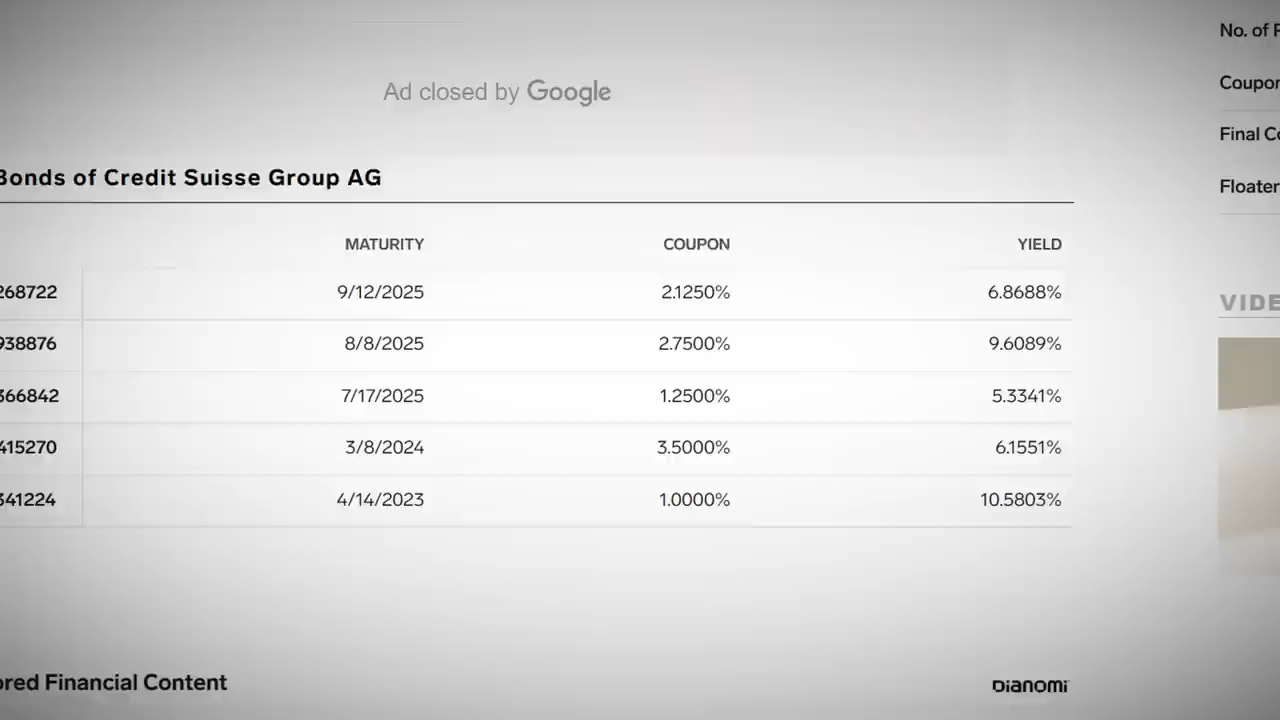 No. of
Ad closed by Google
Coupon
Final
Bonds of Credit Suisse Group AG
Floater
MATURITY COUPON YIELD
268722 9/12/2025 2.1250% 6.8688%
938876 8/8/2025 2.7500% 9.6089%
366842 7/17/2025 1.2500% 5.3341%
415270 3/8/2024 3.5000% 6.1551%
341224 4/14/2023 1.0000% 10.5803%
VIDE
ored Financial Content
Dianomi